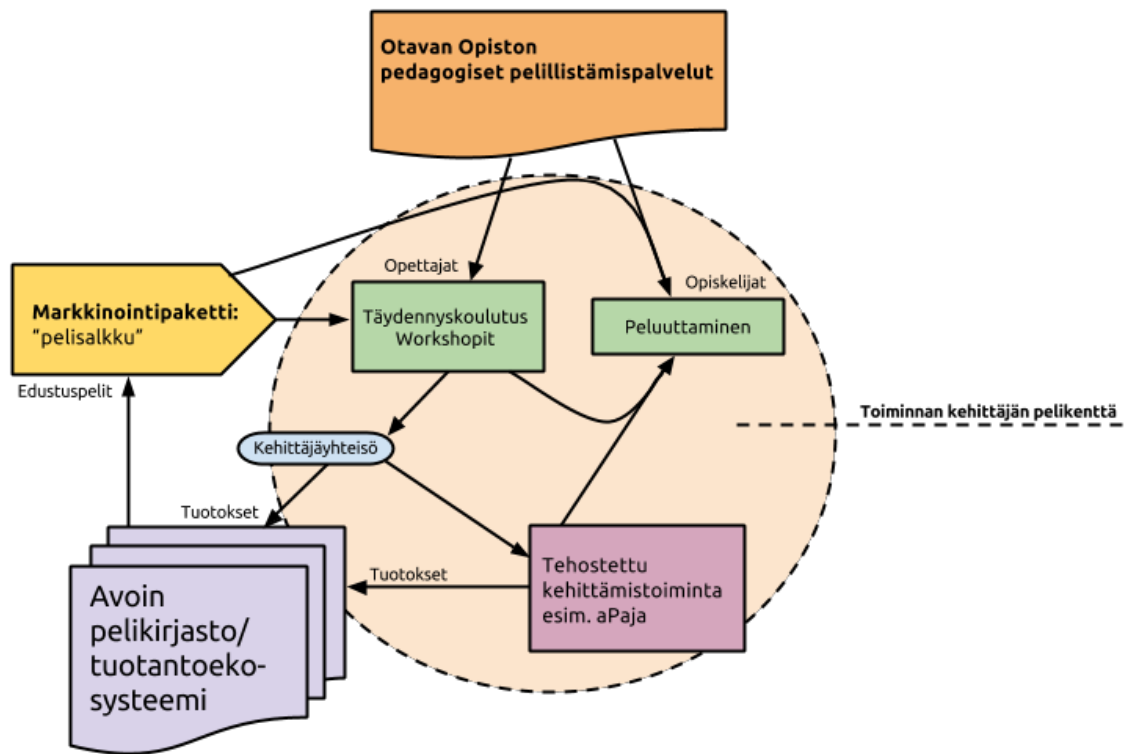 Otavan Opiston
pedagogiset pelillistämispalvelut
Opettajat
Opiskelijat
Markkinointipaketti:
“pelisalkku”
Täydennyskoulutus
Workshopit
Peluuttaminen
Edustuspelit
Toiminnan kehittäjän pelikenttä
Kehittäjäyhteisö
Tuotokset
Tuotokset
Tehostettu
kehittämistoiminta
esim. aPaja
Avoin
pelikirjasto/
tuotantoeko-
systeemi